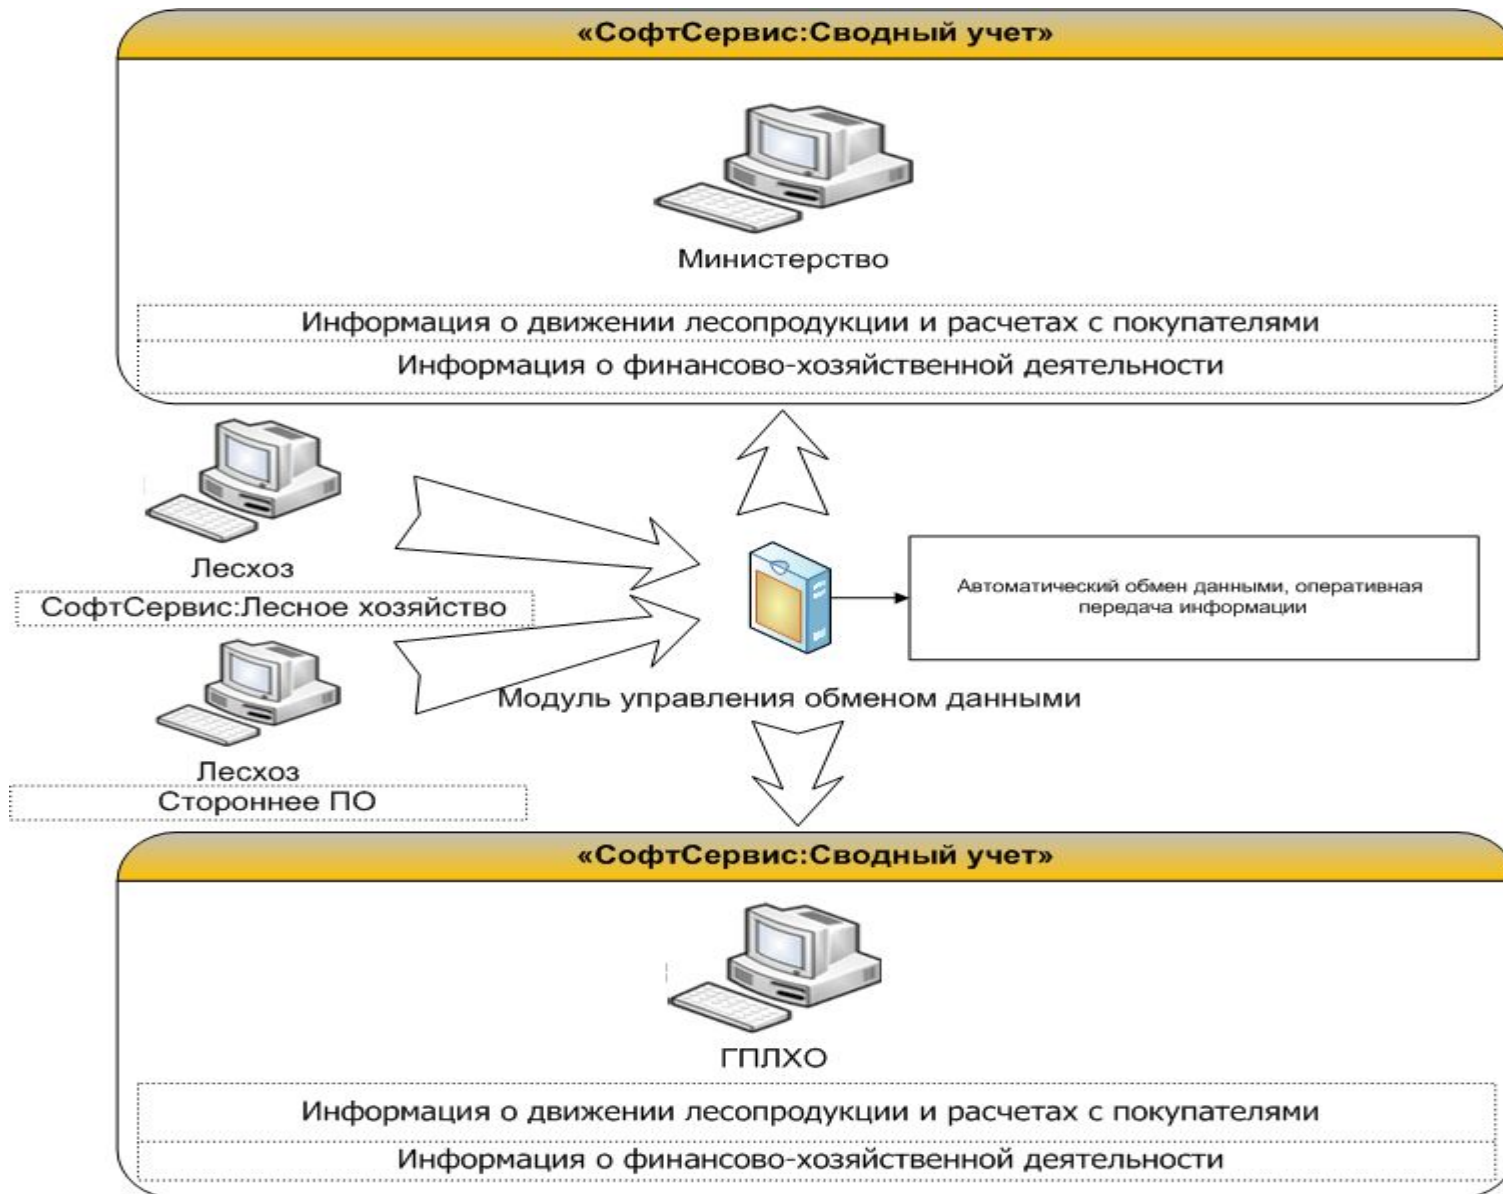 «СофтСервис:Сводный учет»
Министерство
Информация о движении лесопродукции и расчетах с покупателями
Информация о финансово-хозяйственной деятельности
Лесхоз
СофтСервис:Лесное хозяйство
Автоматический обмен данными, оперативная
передача информации
Модуль управления обменом данными
Лесхоз
Стороннее ПО
«СофтСервис:Сводный учет»
ГПЛХО
Информация о движении лесопродукции и расчетах с покупателями
Информация о финансово-хозяйственной деятельности